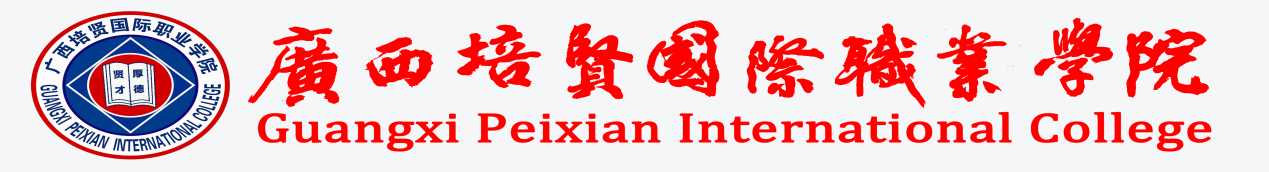 广西培贤国际职业学院
贤 厚
才 德
GUANGXI PEIXIAN INTERNATIONAL COLLEGE
廣西培賢國際職業學院
Guangxi Peixian International College